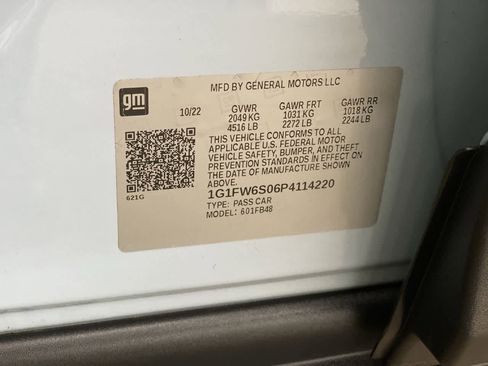 MFD BY GENERAL MOTORS LLC
gm
10/22 GVWR GAWR FRT GAWR RR
2049 KG 1031 KG 1018 KG
4516 LB 2272 LB 2244 LB
THIS VEHICLE CONFORMS TO ALL
APPLICABLE U.S. FEDERAL MOTOR
VEHICLE SAFETY, BUMPER, AND THEFT
PREVENTION STANDARDS IN EFFECT ON
THE DATE OF MANUFACTURE SHOWN
ABOVE.
1G1FW6S06P4114220
621G
TYPE: PASS CAR
MODEL: 601FB48